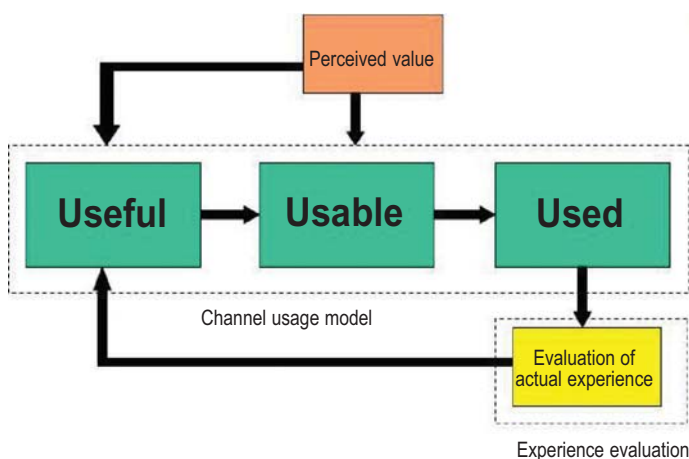 Perceived value
Useful
Usable
Used
Channel usage model
Evaluation of
actual experience
Experience evaluation